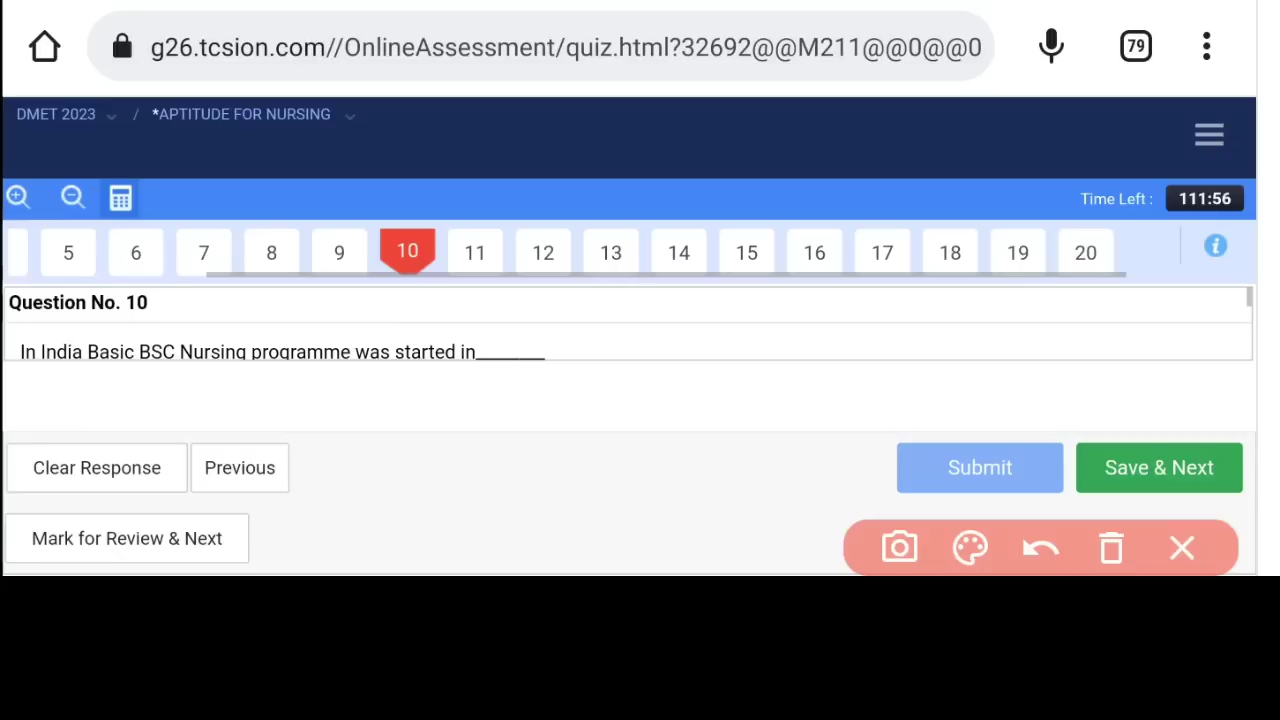 g26.tcsion.com//OnlineAssessment/quiz.html?32692@@M211@@0@@0
79
DMET 2023 / *APTITUDE FOR NURSING
Time Left : 111:56
5 6 7 8 9 10 11 12 13 14 15 16 17 18 19 20
Question No. 10
In India Basic BSC Nursing programme was started in_______
Clear Response Previous Submit Save & Next
Mark for Review & Next